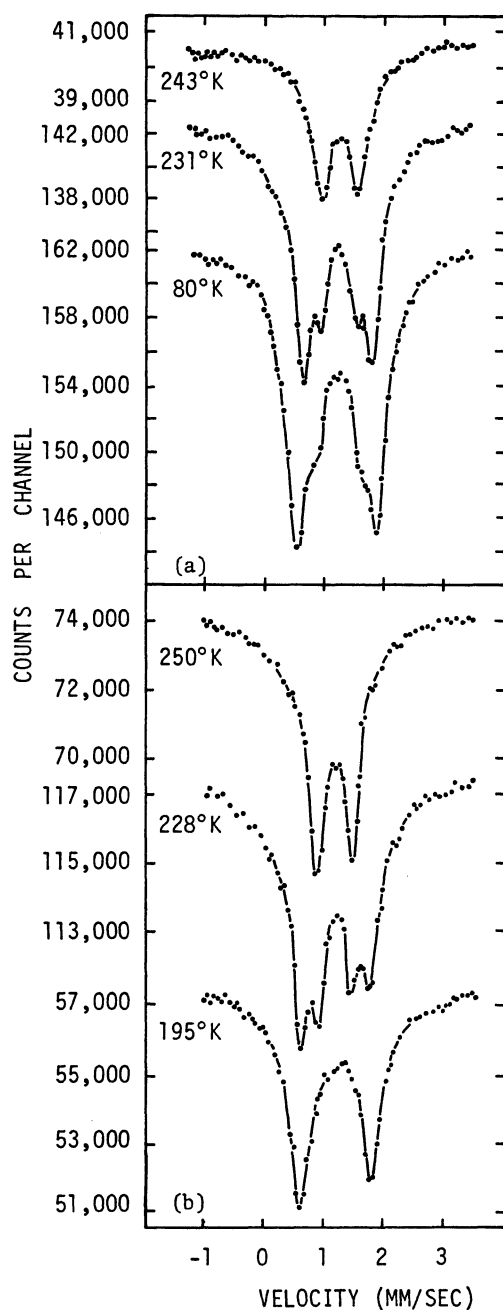 41,000
243°K
39,000
142,000
231°K
138,000
162,000
80°K
158,000
154,000
150,000
146,000
(a)
COUNTS PER CHANNEL
74,000
250°K
72,000
70,000
117,000
228°K
115,000
113,000
57,000
195°K
55,000
53,000
51,000
(b)
-1 0 1 2 3
VELOCITY (MM/SEC)